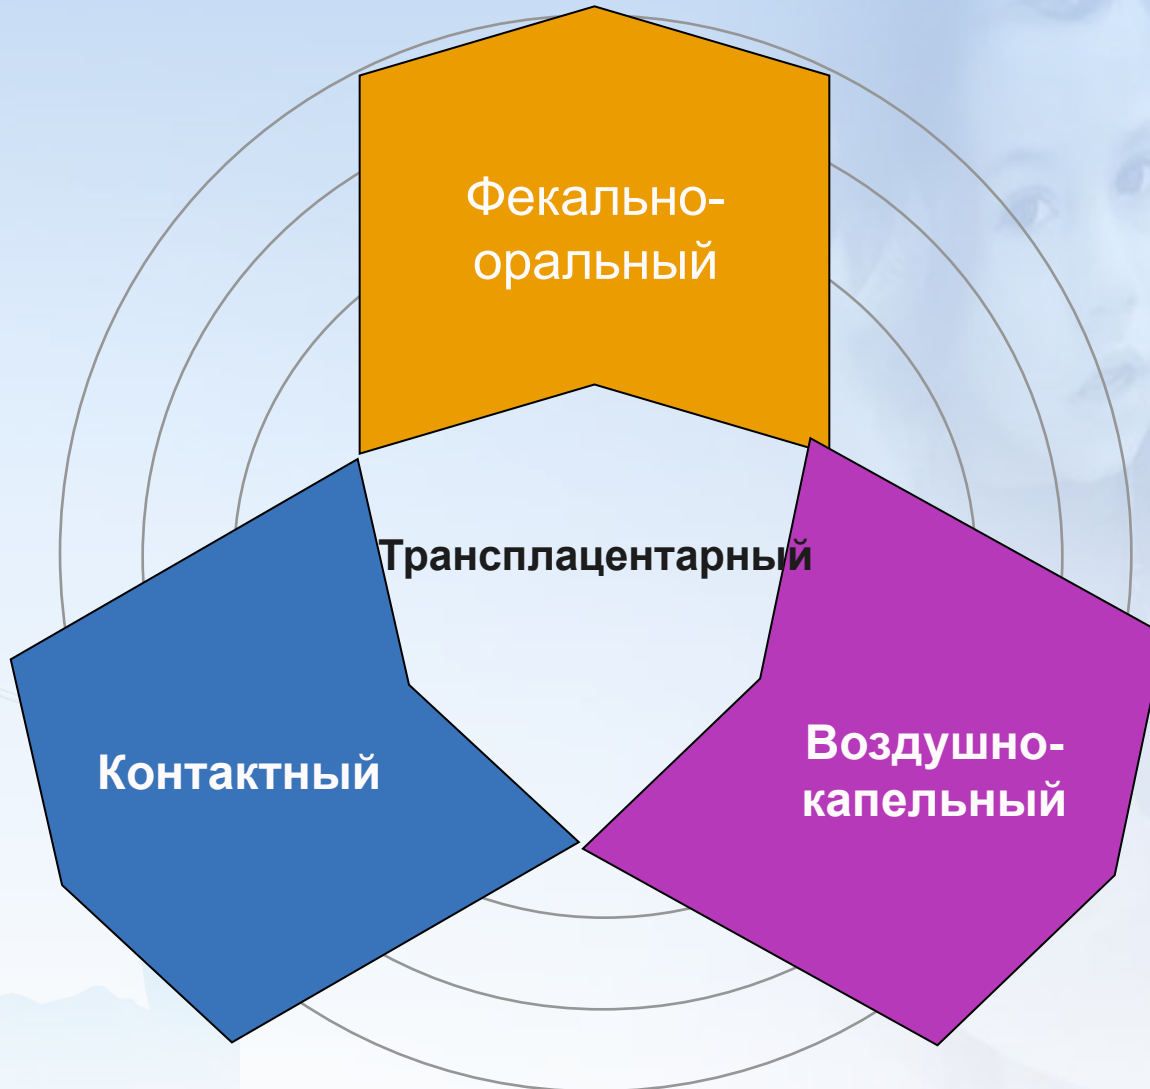 Фекально-
оральный
Трансплацентарный
Контактный
Воздушно-
капельный